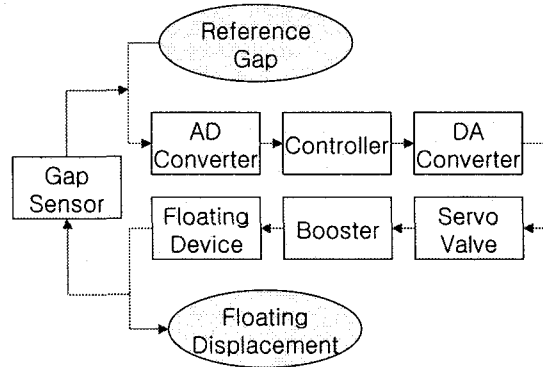 Reference
Gap
AD
Converter
Controller
DA
Converter
Gap
Sensor
Floating
Device
Booster
Servo
Valve
Floating
Displacement